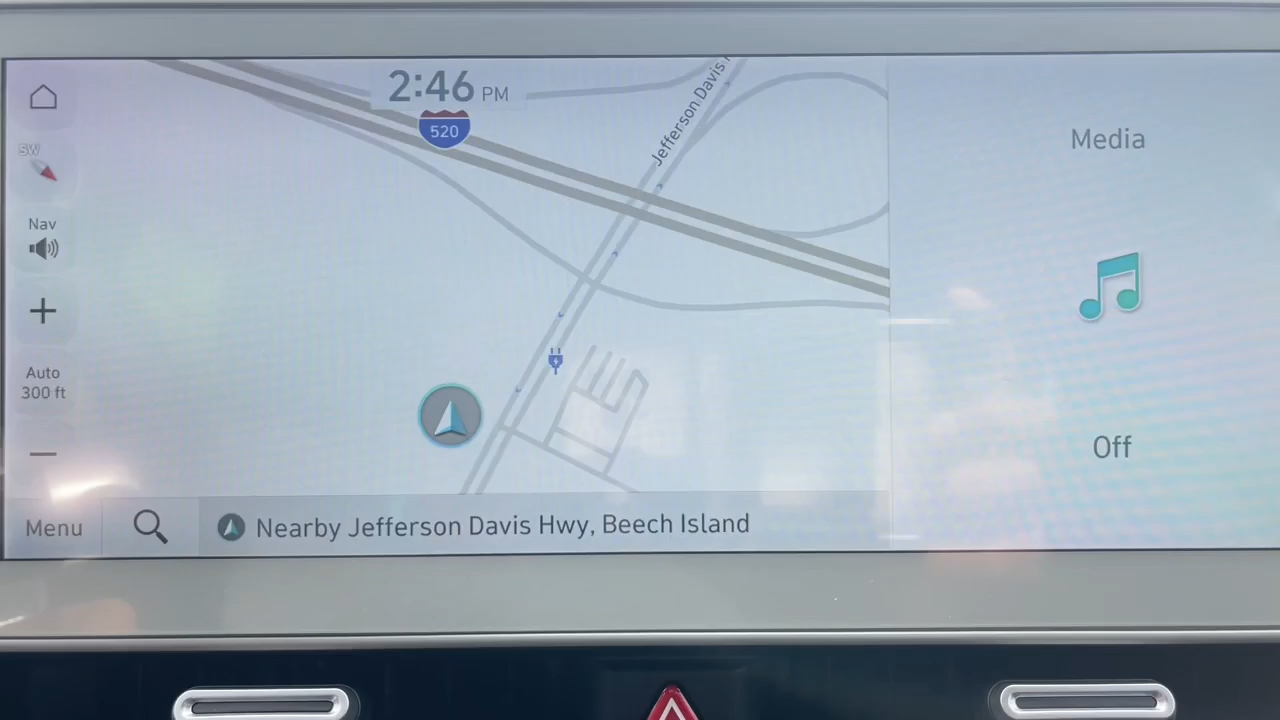 2:46 PM
520
Jefferson Davis
SW
Nav
Auto
300 ft
Media
Off
Menu
Nearby Jefferson Davis Hwy, Beech Island